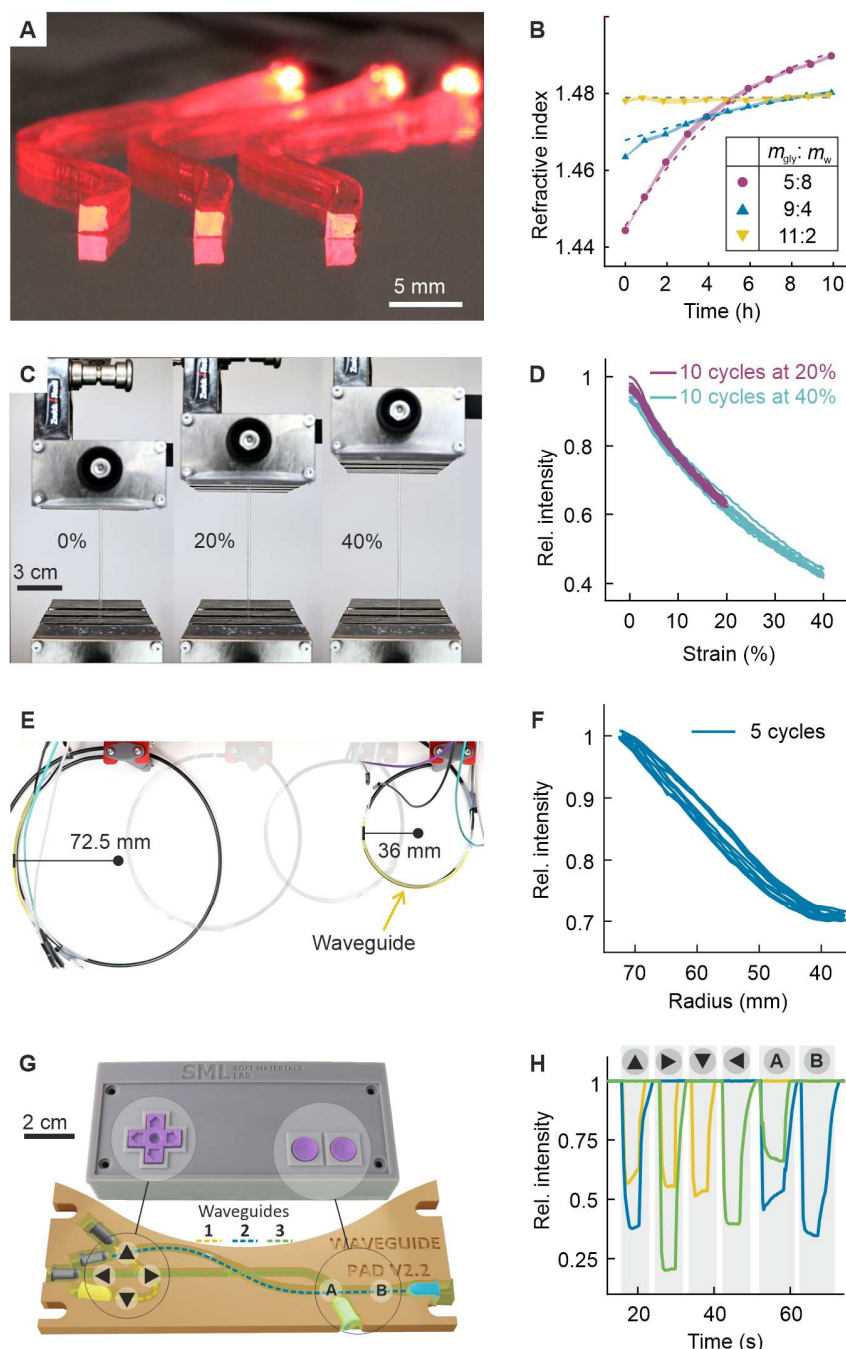 A
5 mm
B
Refractive index
1.48
1.46
1.44
m_gly : m_w
5:8
9:4
11:2
0 2 4 6 8 10
Time (h)
C
0%
20%
40%
3 cm
D
10 cycles at 20%
10 cycles at 40%
Rel. intensity
1
0.8
0.6
0.4
0 10 20 30 40
Strain (%)
E
72.5 mm
36 mm
Waveguide
F
5 cycles
Rel. intensity
1
0.9
0.8
0.7
70 60 50 40
Radius (mm)
G
2 cm
SML SOFT MATERIALS
LAB
Waveguides
1 2 3
WAVEGUIDE
PAD V2.2
▲
◀ ▶
▼
A B
H
▲ ▶ ▼ ◀ A B
Rel. intensity
1
0.75
0.5
0.25
20 40 60
Time (s)